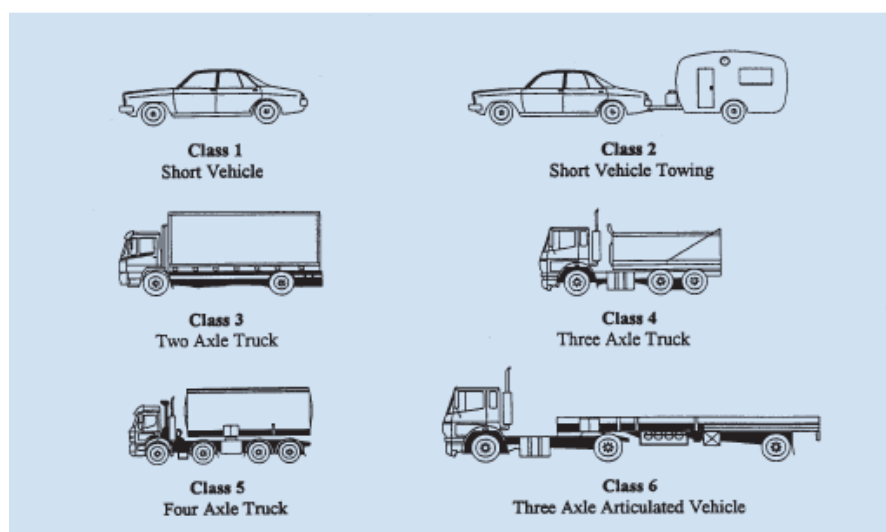 Class 1
Short Vehicle
Class 2
Short Vehicle Towing
Class 3
Two Axle Truck
Class 4
Three Axle Truck
Class 5
Four Axle Truck
Class 6
Three Axle Articulated Vehicle